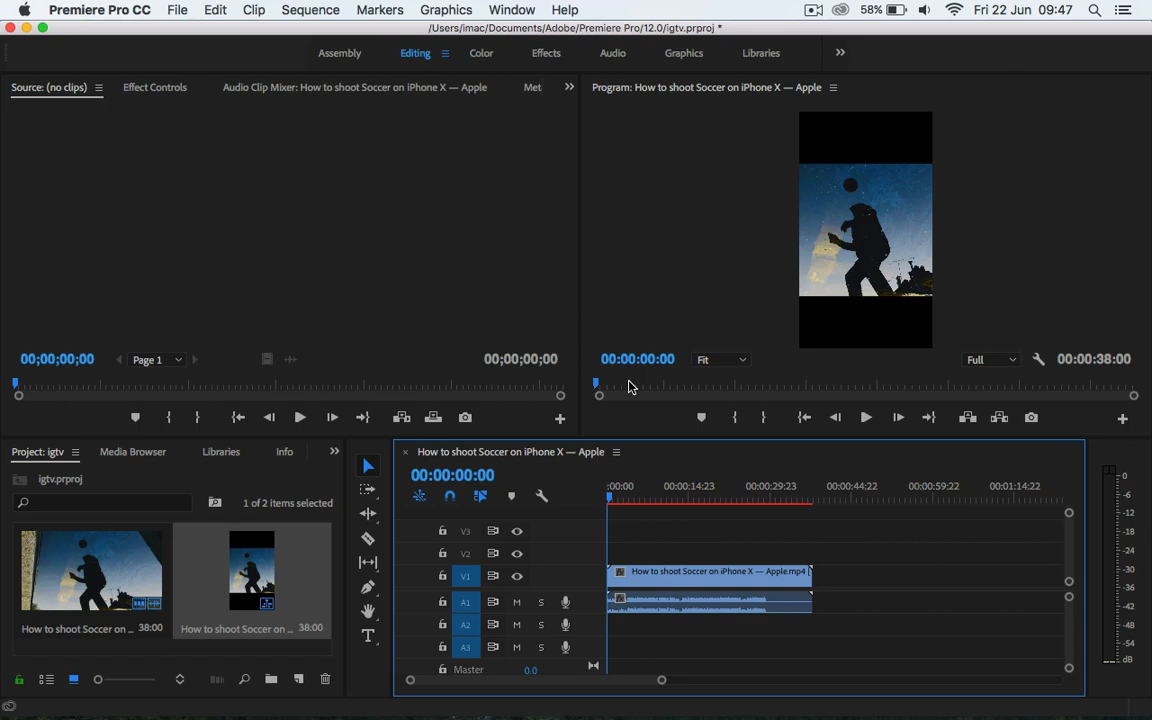 Premiere Pro CC File Edit Clip Sequence Markers Graphics Window Help 58% Fri 22 Jun 09:47
/Users/imac/Documents/Adobe/Premiere Pro/12.0/igtv.prproj *
Assembly Editing Color Effects Audio Graphics Libraries
Source: (no clips) Effect Controls Audio Clip Mixer: How to shoot Soccer on iPhone X — Apple Met
Program: How to shoot Soccer on iPhone X — Apple
00;00;00;00 Page 1 00;00;00;00
00:00:00:00 Fit Full 00:00:38:00
Project: igtv Media Browser Libraries Info
igtv.prproj
1 of 2 items selected
How to shoot Soccer on ... 38:00
How to shoot Soccer on ... 38:00
How to shoot Soccer on iPhone X — Apple
00:00:00:00
:00:00 00:00:14:23 00:00:29:23 00:00:44:22 00:00:59:22 00:01:14:22
V3
V2
V1 fx How to shoot Soccer on iPhone X — Apple.mp4 [
A1 M S fx
A2 M S
A3 M S
Master 0.0
0
-6
-12
-18
-24
-30
-36
-42
-48
-54
dB